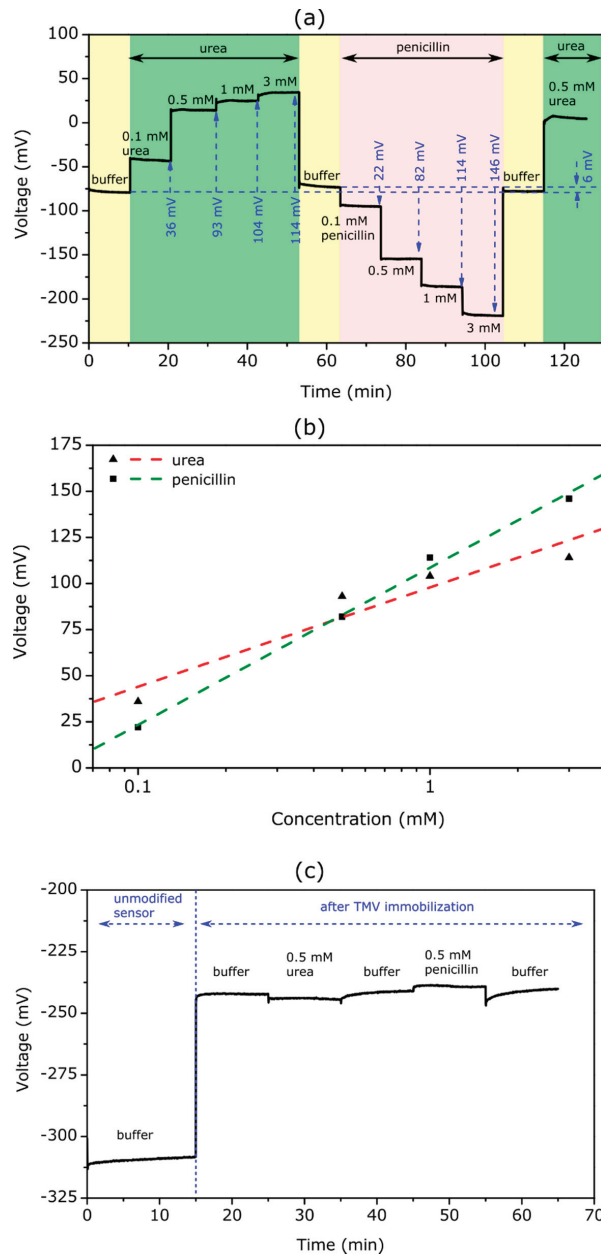 (a)
urea
penicillin
urea
100
50
0
-50
-100
-150
-200
-250
Voltage (mV)
buffer
0.1 mM
urea
0.5 mM
1 mM
3 mM
36 mV
93 mV
104 mV
114 mV
buffer
0.1 mM
penicillin
0.5 mM
1 mM
3 mM
22 mV
82 mV
114 mV
146 mV
buffer
0.5 mM
urea
6 mV
0
20
40
60
80
100
120
Time (min)
(b)
175
150
125
100
75
50
25
0
Voltage (mV)
urea
penicillin
0.1
1
Concentration (mM)
(c)
-200
-225
-250
-275
-300
-325
Voltage (mV)
unmodified
sensor
after TMV immobilization
buffer
buffer
0.5 mM
urea
buffer
0.5 mM
penicillin
buffer
0
10
20
30
40
50
60
70
Time (min)